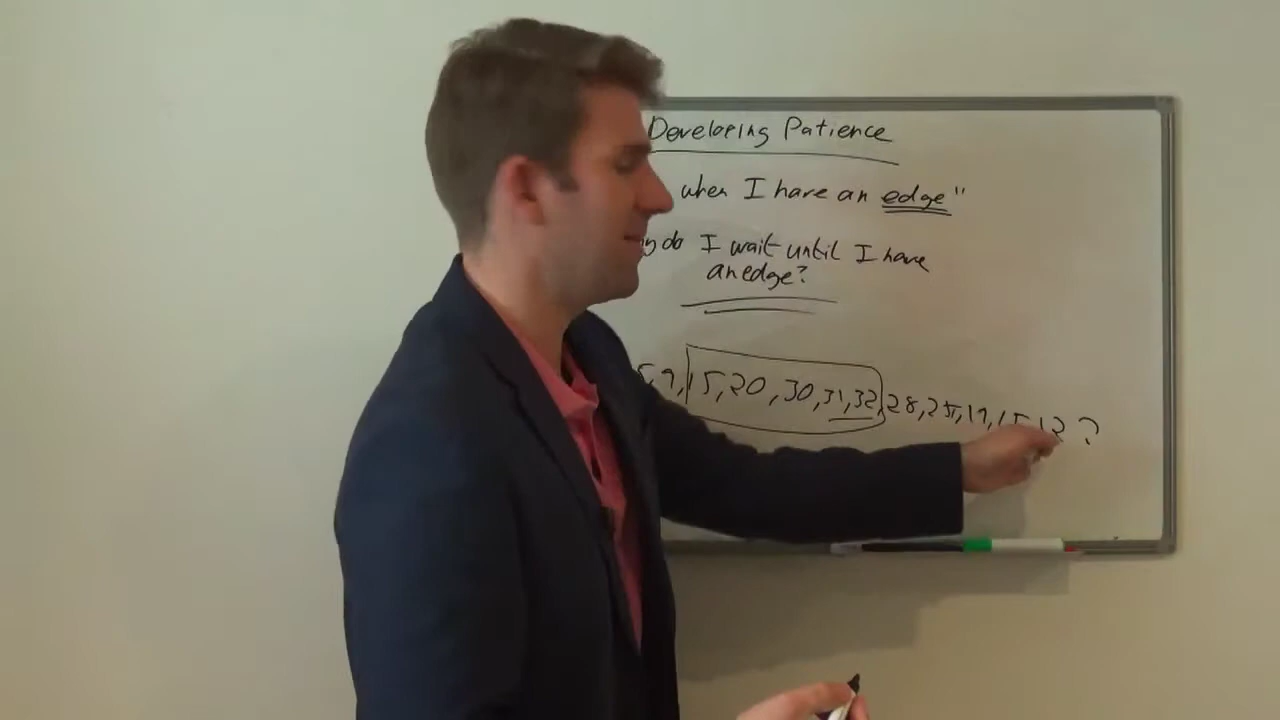 Developing Patience
when I have an edge"
do I wait until I have
an edge?
15,20,30,31,32,28,25,19,15,12?